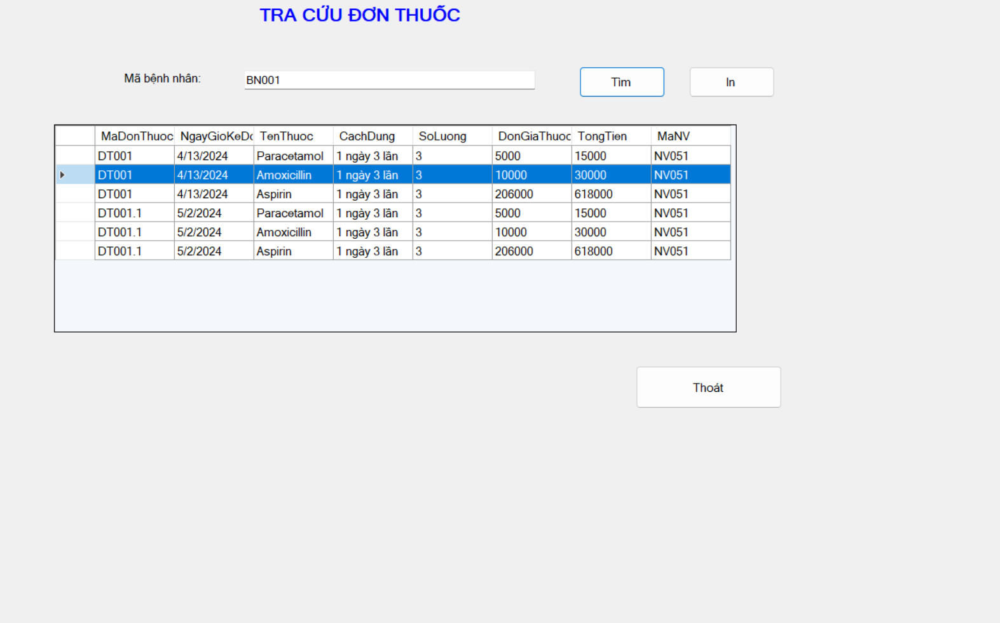 TRA CỨU ĐƠN THUỐC
Mã bệnh nhân: BN001 Tìm In
MaDonThuoc NgayGioKeDo TenThuoc CachDung SoLuong DonGiaThuoc TongTien MaNV
DT001 4/13/2024 Paracetamol 1 ngày 3 lần 3 5000 15000 NV051
DT001 4/13/2024 Amoxicillin 1 ngày 3 lần 3 10000 30000 NV051
DT001 4/13/2024 Aspirin 1 ngày 3 lần 3 206000 618000 NV051
DT001.1 5/2/2024 Paracetamol 1 ngày 3 lần 3 5000 15000 NV051
DT001.1 5/2/2024 Amoxicillin 1 ngày 3 lần 3 10000 30000 NV051
DT001.1 5/2/2024 Aspirin 1 ngày 3 lần 3 206000 618000 NV051
Thoát